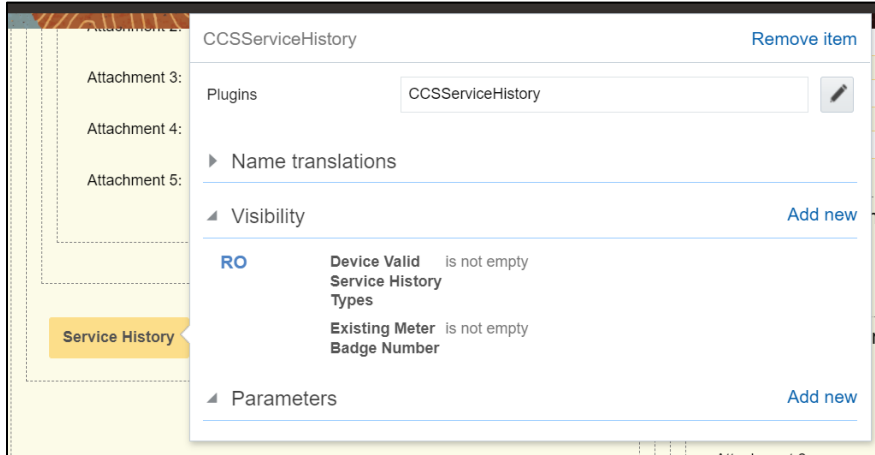 CCSServiceHistory Remove item
Attachment 3:
Plugins CCSServiceHistory
Attachment 4:
Name translations
Attachment 5:
Visibility Add new
RO Device Valid is not empty
Service History
Types
Existing Meter is not empty
Badge Number
Service History
Parameters Add new